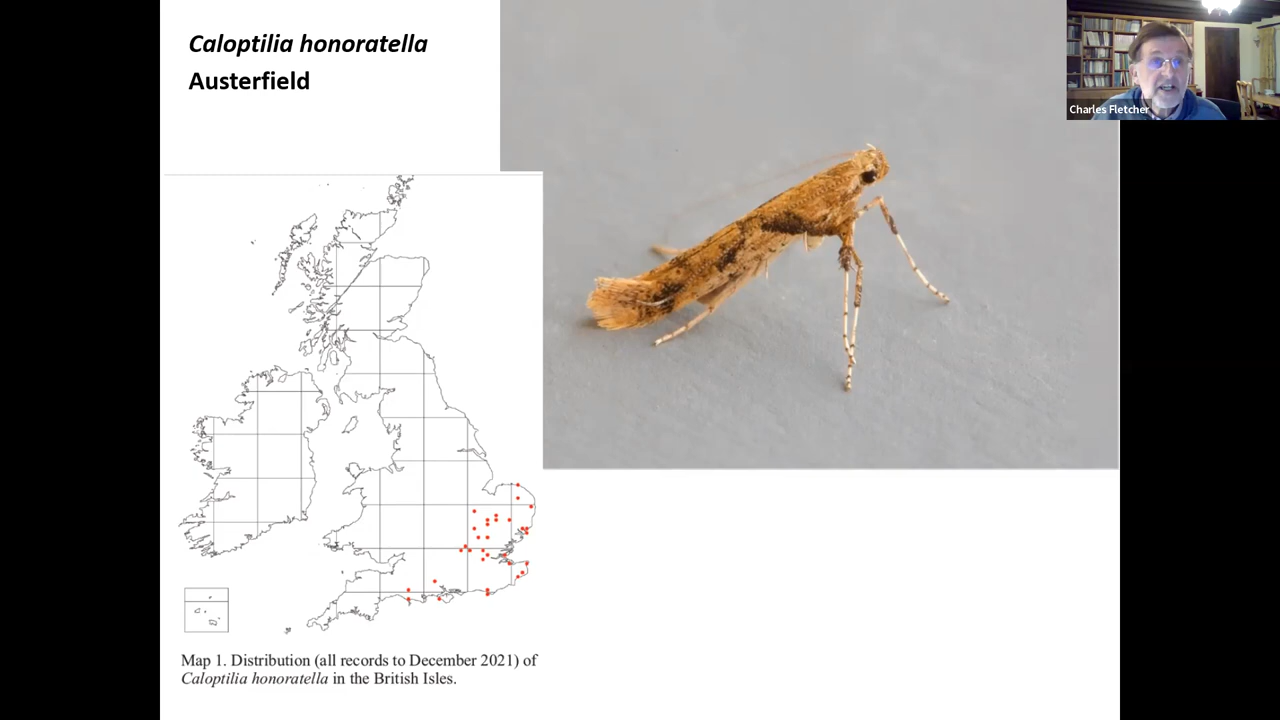 Caloptilia honoratella
Austerfield
Charles Fletcher
Map 1. Distribution (all records to December 2021) of
Caloptilia honoratella in the British Isles.